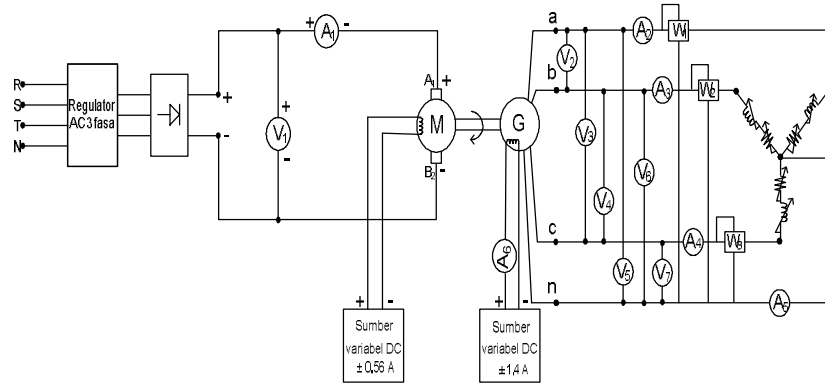 R
S
T
N
Regulator
AC 3 fasa
+
-
V1
+
-
+
-
A1
A1
+
M
B2
-
G
+
-
Sumber
variabel DC
± 0,56 A
A6
+
-
Sumber
variabel DC
± 1,4 A
a
b
c
n
V2
V3
V4
V5
V6
V7
A2
W1
A3
W2
A4
W3
A5